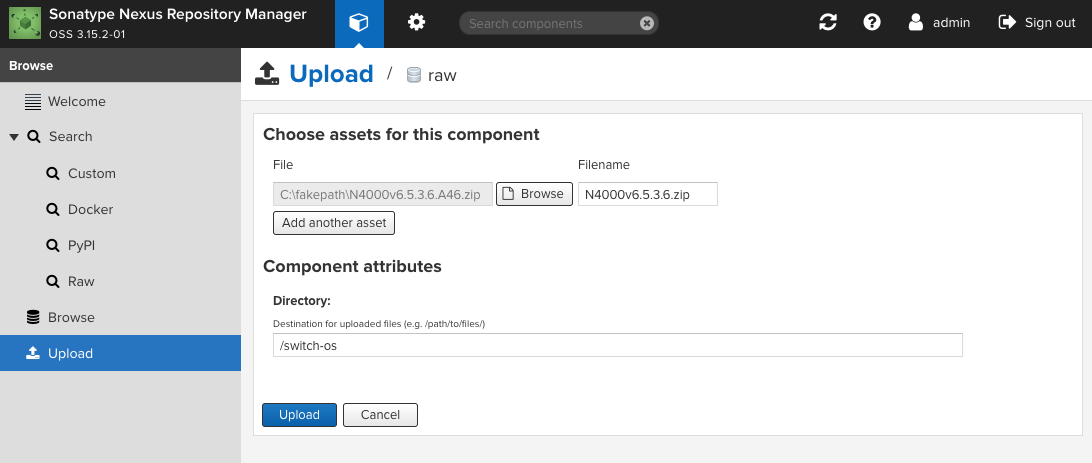 Sonatype Nexus Repository Manager
OSS 3.15.2-01
Search components
admin
Sign out
Browse
Welcome
Search
Custom
Docker
PyPI
Raw
Browse
Upload
Upload / raw
Choose assets for this component
File
Filename
C:\fakepath\N4000v6.5.3.6.A46.zip
Browse
N4000v6.5.3.6.zip
Add another asset
Component attributes
Directory:
Destination for uploaded files (e.g. /path/to/files/)
/switch-os
Upload
Cancel